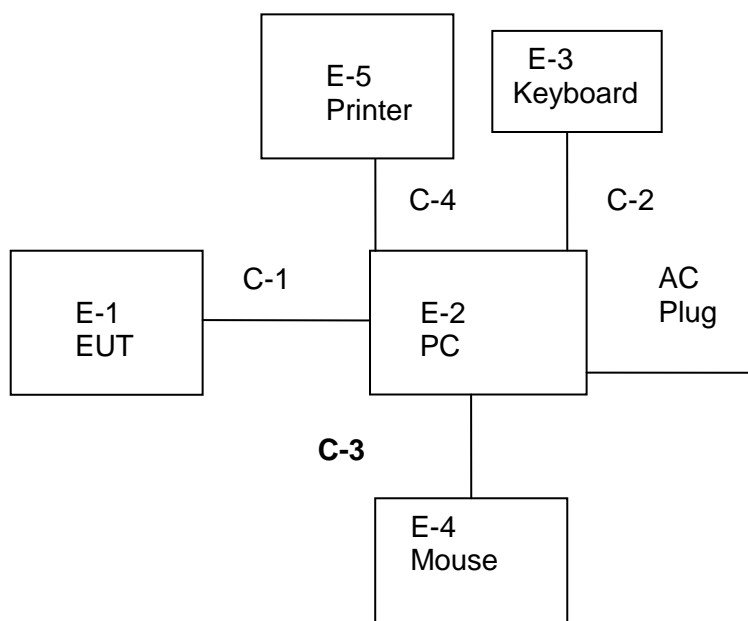 E-5
Printer
E-3
Keyboard
C-4
C-2
C-1
AC
Plug
E-1
EUT
E-2
PC
C-3
E-4
Mouse